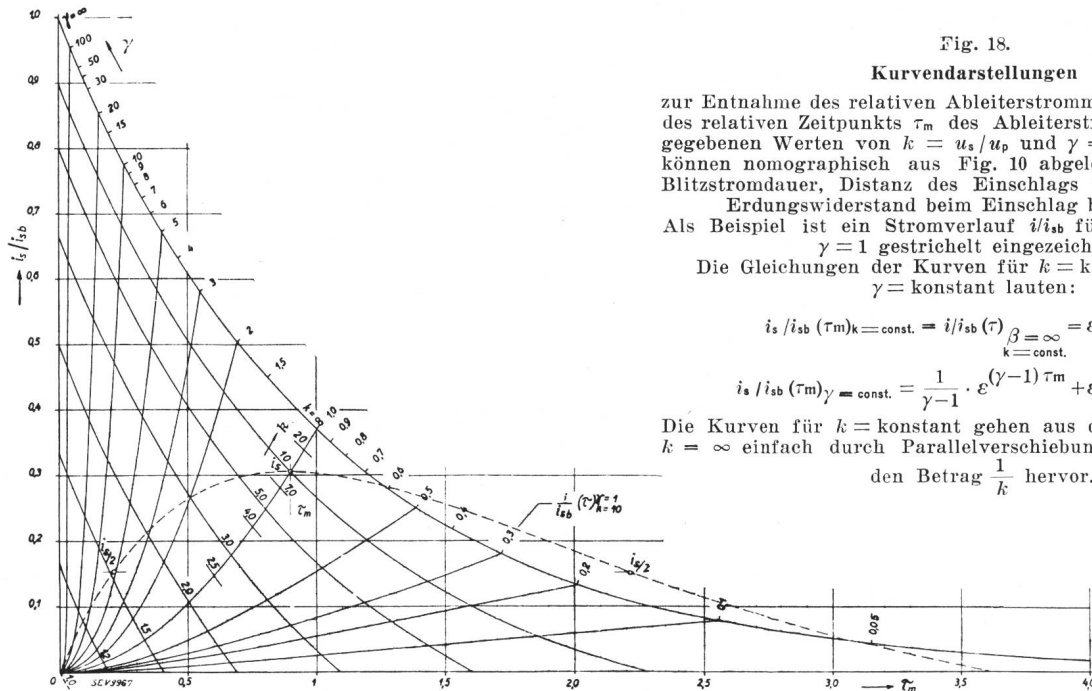 Fig. 18.
Kurvendarstellungen
zur Entnahme des relativen Ableiterstromm
des relativen Zeitpunkts τm des Ableiterst
gegebenen Werten von k = us/up und γ =
können nomographisch aus Fig. 10 abgel
Blitzstromdauer, Distanz des Einschlags
Erdungswiderstand beim Einschlag
Als Beispiel ist ein Stromverlauf i/isb fü
γ = 1 gestrichelt eingezeich
Die Gleichungen der Kurven für k = k
γ = konstant lauten:
is/isb (τm)k=const. = i/isb (τ) β = ∞ k=const. = ε
is/isb (τm)γ=const. = 1/(γ-1) · ε^(γ-1) τm + ε
Die Kurven für k = konstant gehen aus
k = ∞ einfach durch Parallelverschiebun
den Betrag 1/k hervor.
1,0
0,9
0,8
0,7
0,6
0,5
0,4
0,3
0,2
0,1
0
is/isb
γ=∞
γ
100
50
30
20
15
10
9
8
7
6
5
4
3
2
1,5
1,0
0,9
0,8
0,7
0,6
0,5
0,4
0,3
0,2
0,1
0,05
k=∞
k
20
10
7,0
5,0
4,0
3,0
2,5
2,0
1,5
1,2
1,0
is
τm
is/2
is/2
i/isb (τ) γ=1 k=10
0
0,5
1
1,5
2,0
2,5
3,0
3,5
4,0
τm
SEV9967